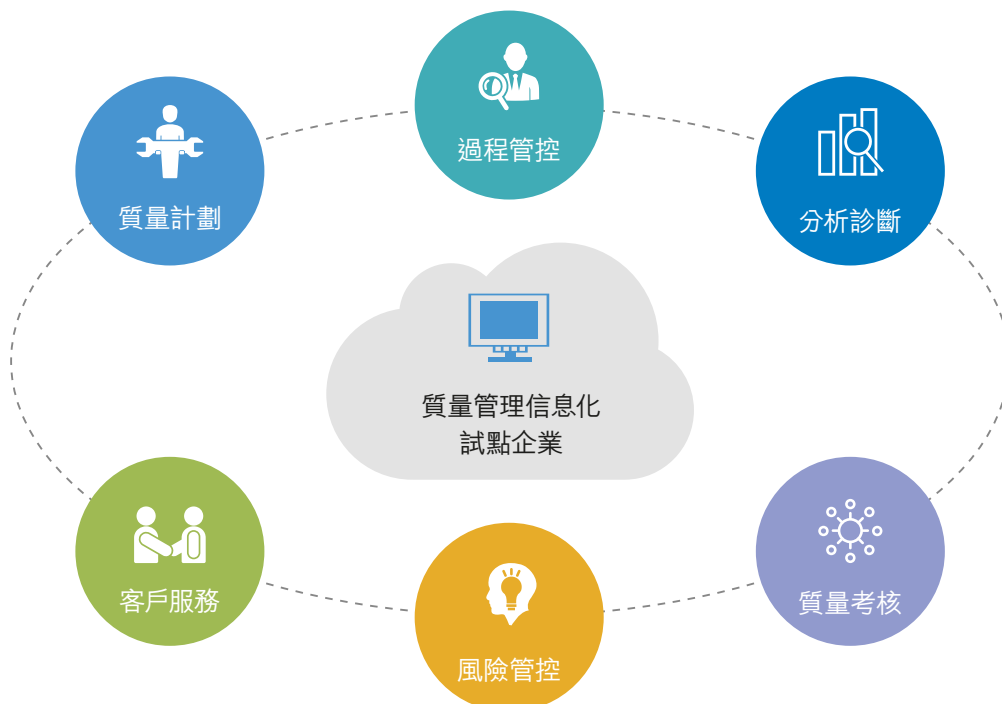 過程管控
質量計劃
分析診斷
質量管理信息化
試點企業
客戶服務
質量考核
風險管控